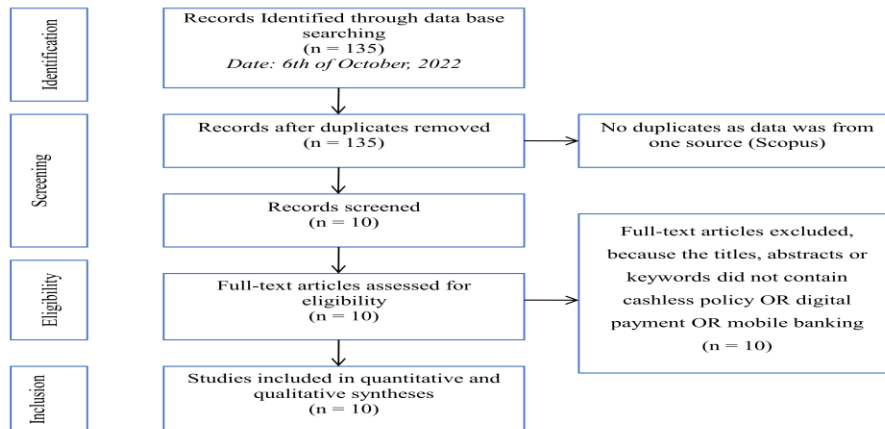 Identification
Records Identified through data base
searching
(n = 135)
Date: 6th of October, 2022
Screening
Records after duplicates removed
(n = 135)
No duplicates as data was from
one source (Scopus)
Records screened
(n = 10)
Eligibility
Full-text articles assessed for
eligibility
(n = 10)
Full-text articles excluded,
because the titles, abstracts or
keywords did not contain
cashless policy OR digital
payment OR mobile banking
(n = 10)
Inclusion
Studies included in quantitative and
qualitative syntheses
(n = 10)